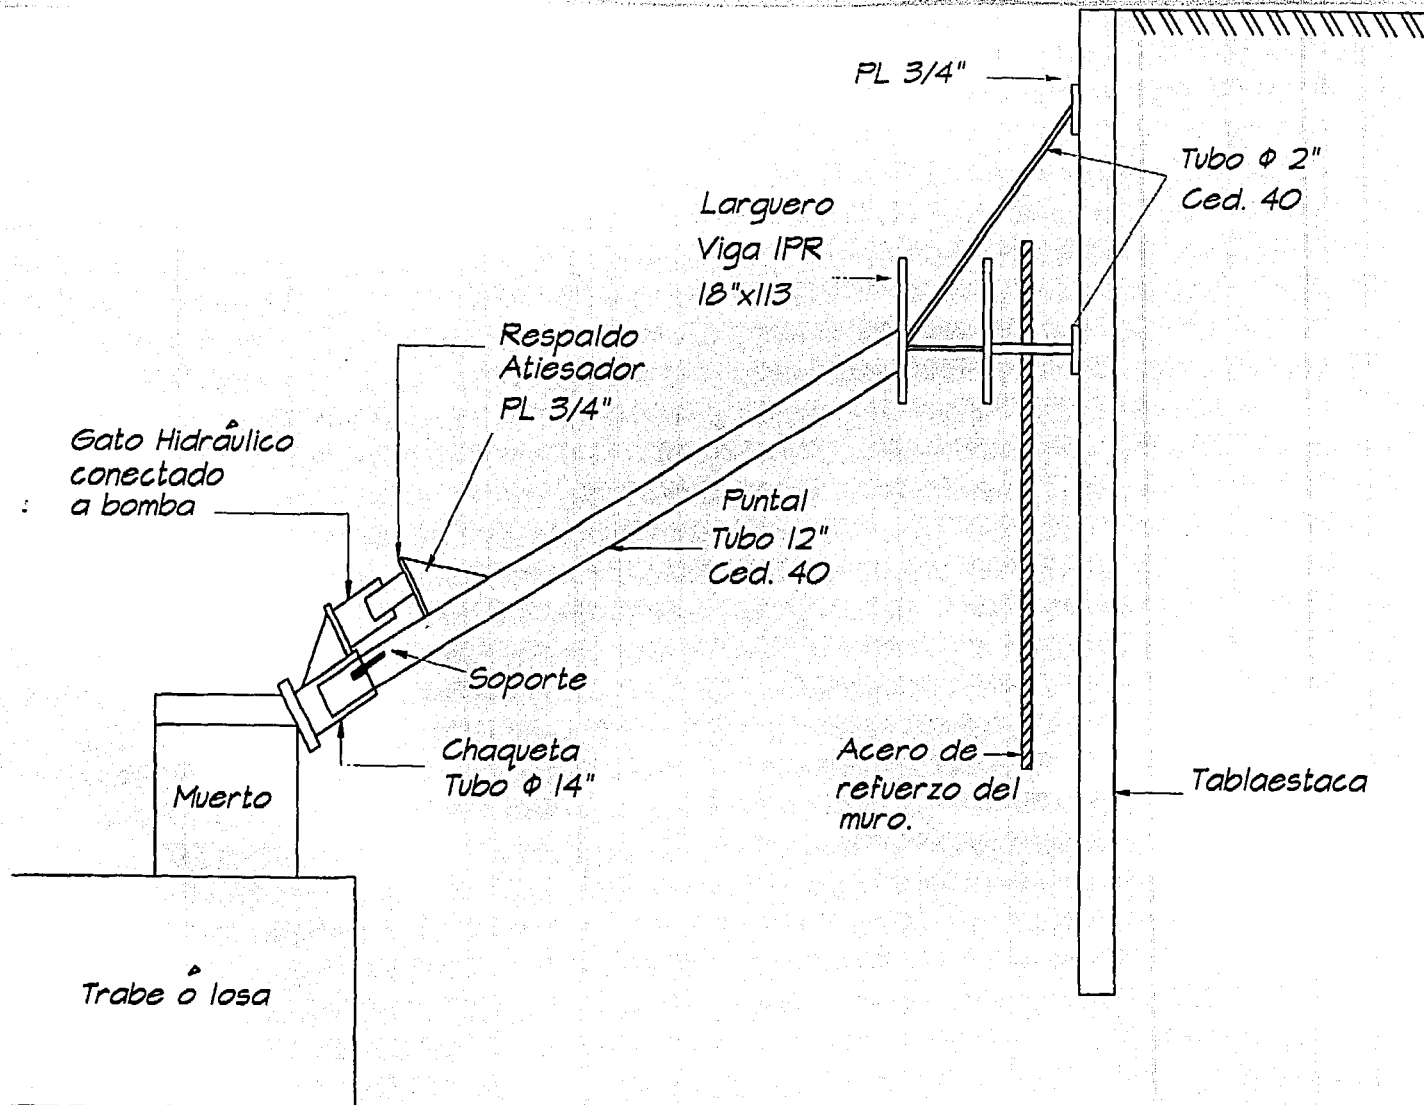 PL 3/4"
Tubo Φ 2"
Ced. 40
Larguero
Viga IPR
18"x113
Respaldo
Atiesador
PL 3/4"
Gato Hidráulico
conectado
a bomba
Puntal
Tubo 12"
Ced. 40
Soporte
Chaqueta
Tubo Φ 14"
Muerto
Acero de
refuerzo del
muro.
Tablaestaca
Trabe ó losa